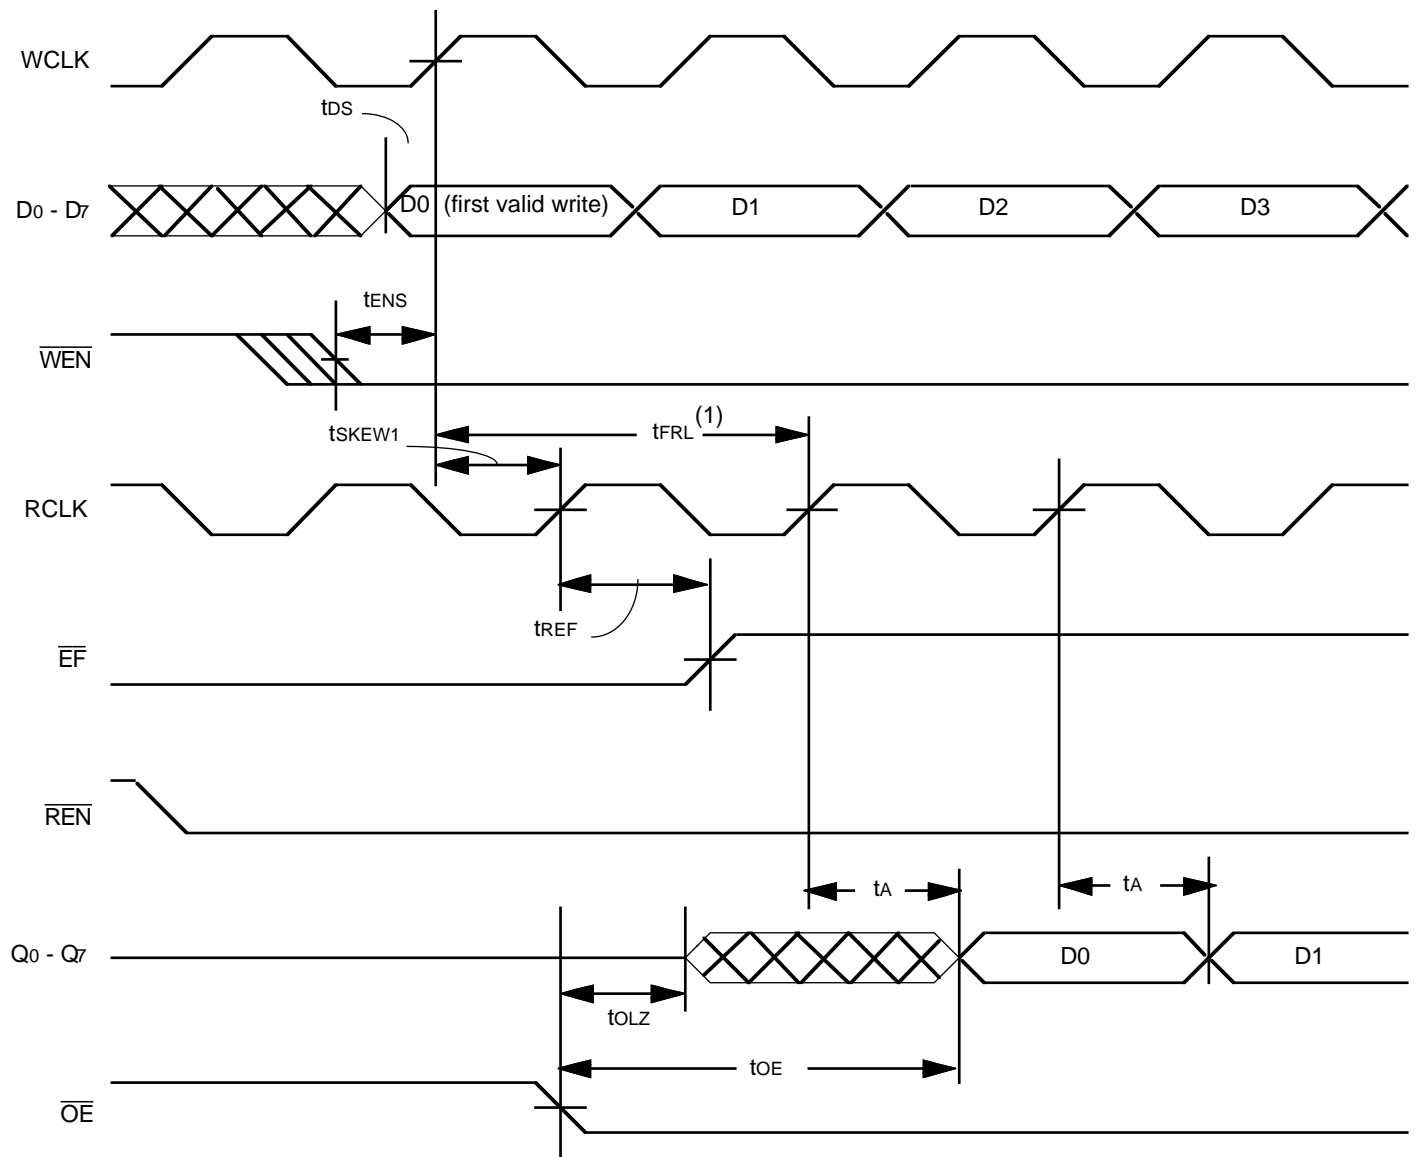 WCLK
tDS
D0 - D7
D0 (first valid write)
D1
D2
D3
tENS
WEN
tSKEW1
tFRL(1)
RCLK
tREF
EF
REN
tA
tA
Q0 - Q7
D0
D1
tOLZ
tOE
OE